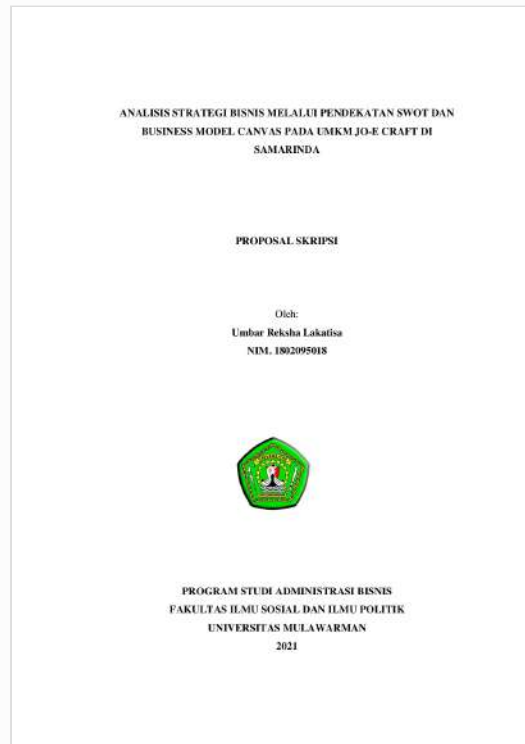 ANALISIS STRATEGI BISNIS MELALUI PENDEKATAN SWOT DAN
BUSINESS MODEL CANVAS PADA UMKM JO-E CRAFT DI
SAMARINDA
PROPOSAL SKRIPSI
Oleh:
Umbar Reksha Lakatisa
NIM. 1802095018
PROGRAM STUDI ADMINISTRASI BISNIS
FAKULTAS ILMU SOSIAL DAN ILMU POLITIK
UNIVERSITAS MULAWARMAN
2021